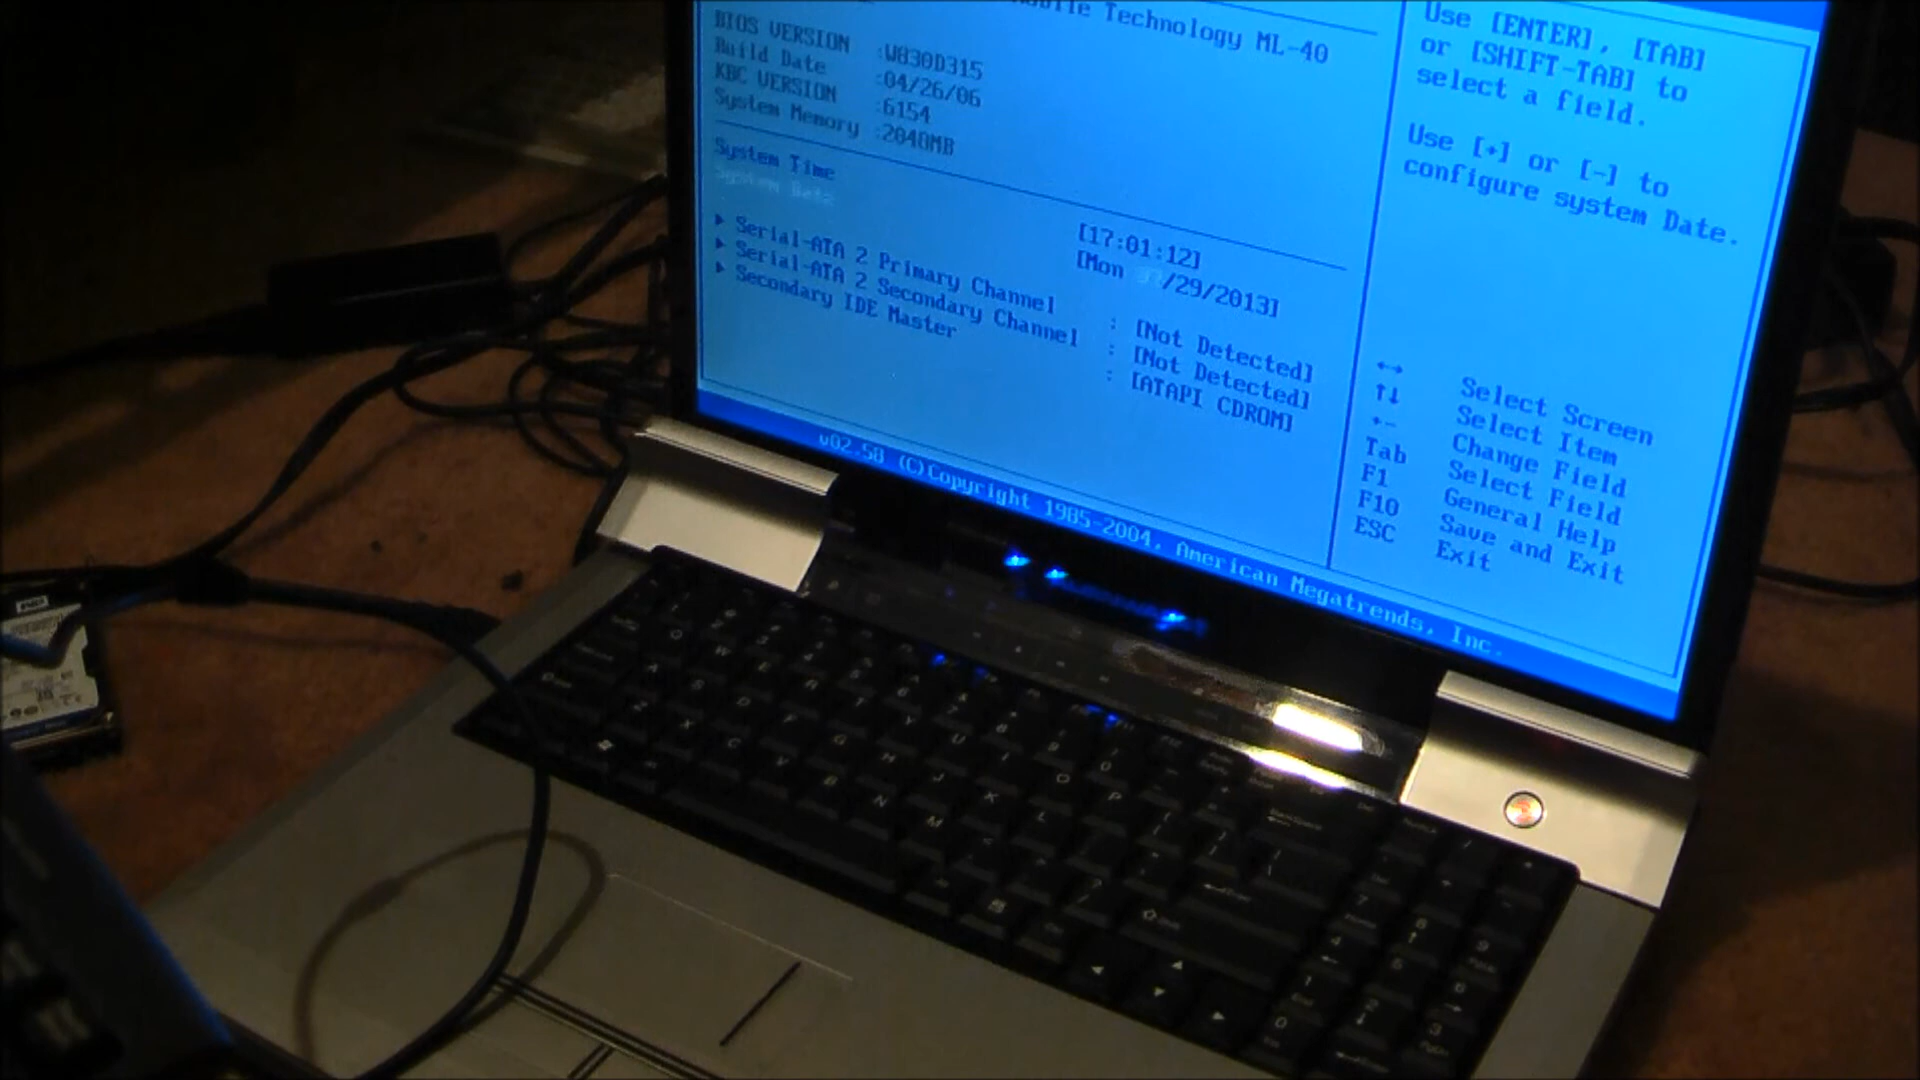 Mobile Technology ML-40
BIOS VERSION :W830D315
Build Date :04/26/06
KBC VERSION :6154
System Memory :2048MB
System Time [17:01:12]
System Date [Mon /29/2013]
Serial-ATA 2 Primary Channel : [Not Detected]
Serial-ATA 2 Secondary Channel : [Not Detected]
Secondary IDE Master : [ATAPI CDROM]
Use [ENTER], [TAB]
or [SHIFT-TAB] to
select a field.
Use [+] or [-] to
configure system Date.
↔ Select Screen
↑↓ Select Item
+- Change Field
Tab Select Field
F1 General Help
F10 Save and Exit
ESC Exit
v02.58 (C)Copyright 1985-2004, American Megatrends, Inc.